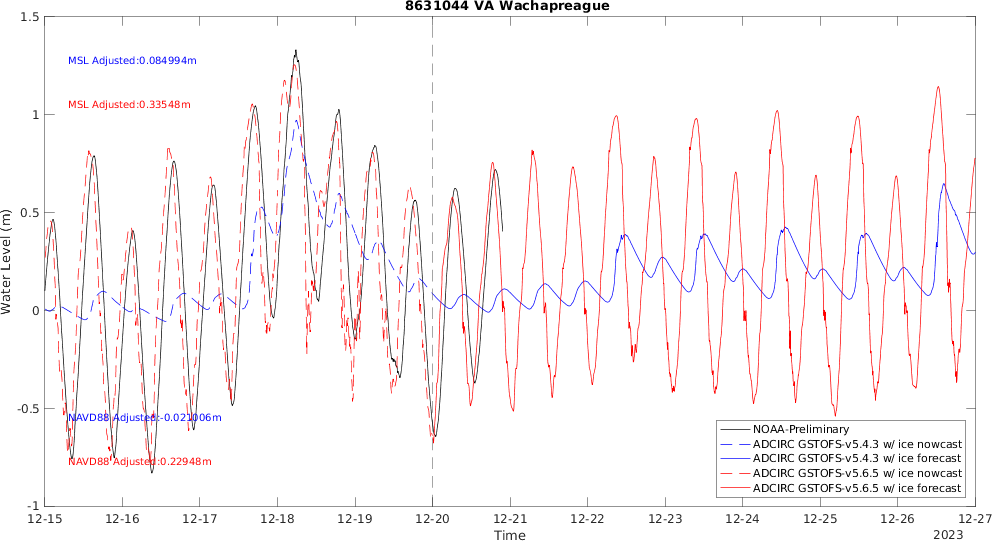 8631044 VA Wachapreague
1.5
1
0.5
0
-0.5
-1
Water Level (m)
MSL Adjusted:0.084994m
MSL Adjusted:0.33548m
NAVD88 Adjusted:-0.021006m
NAVD88 Adjusted:0.22948m
NOAA-Preliminary
ADCIRC GSTOFS-v5.4.3 w/ ice nowcast
ADCIRC GSTOFS-v5.4.3 w/ ice forecast
ADCIRC GSTOFS-v5.6.5 w/ ice nowcast
ADCIRC GSTOFS-v5.6.5 w/ ice forecast
12-15 12-16 12-17 12-18 12-19 12-20 12-21 12-22 12-23 12-24 12-25 12-26 12-27
Time
2023